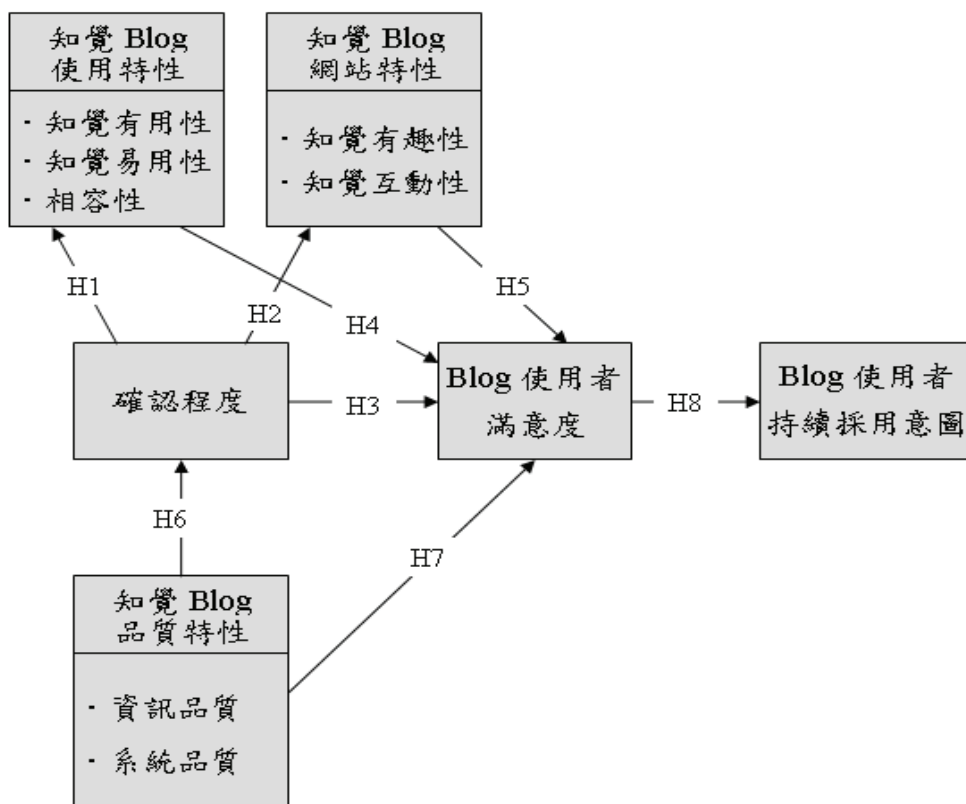 知覺 Blog
使用特性
· 知覺有用性
· 知覺易用性
· 相容性
知覺 Blog
網站特性
· 知覺有趣性
· 知覺互動性
H1
H2
H4
H5
確認程度
H3
Blog 使用者
滿意度
H8
Blog 使用者
持續採用意圖
H6
H7
知覺 Blog
品質特性
· 資訊品質
· 系統品質